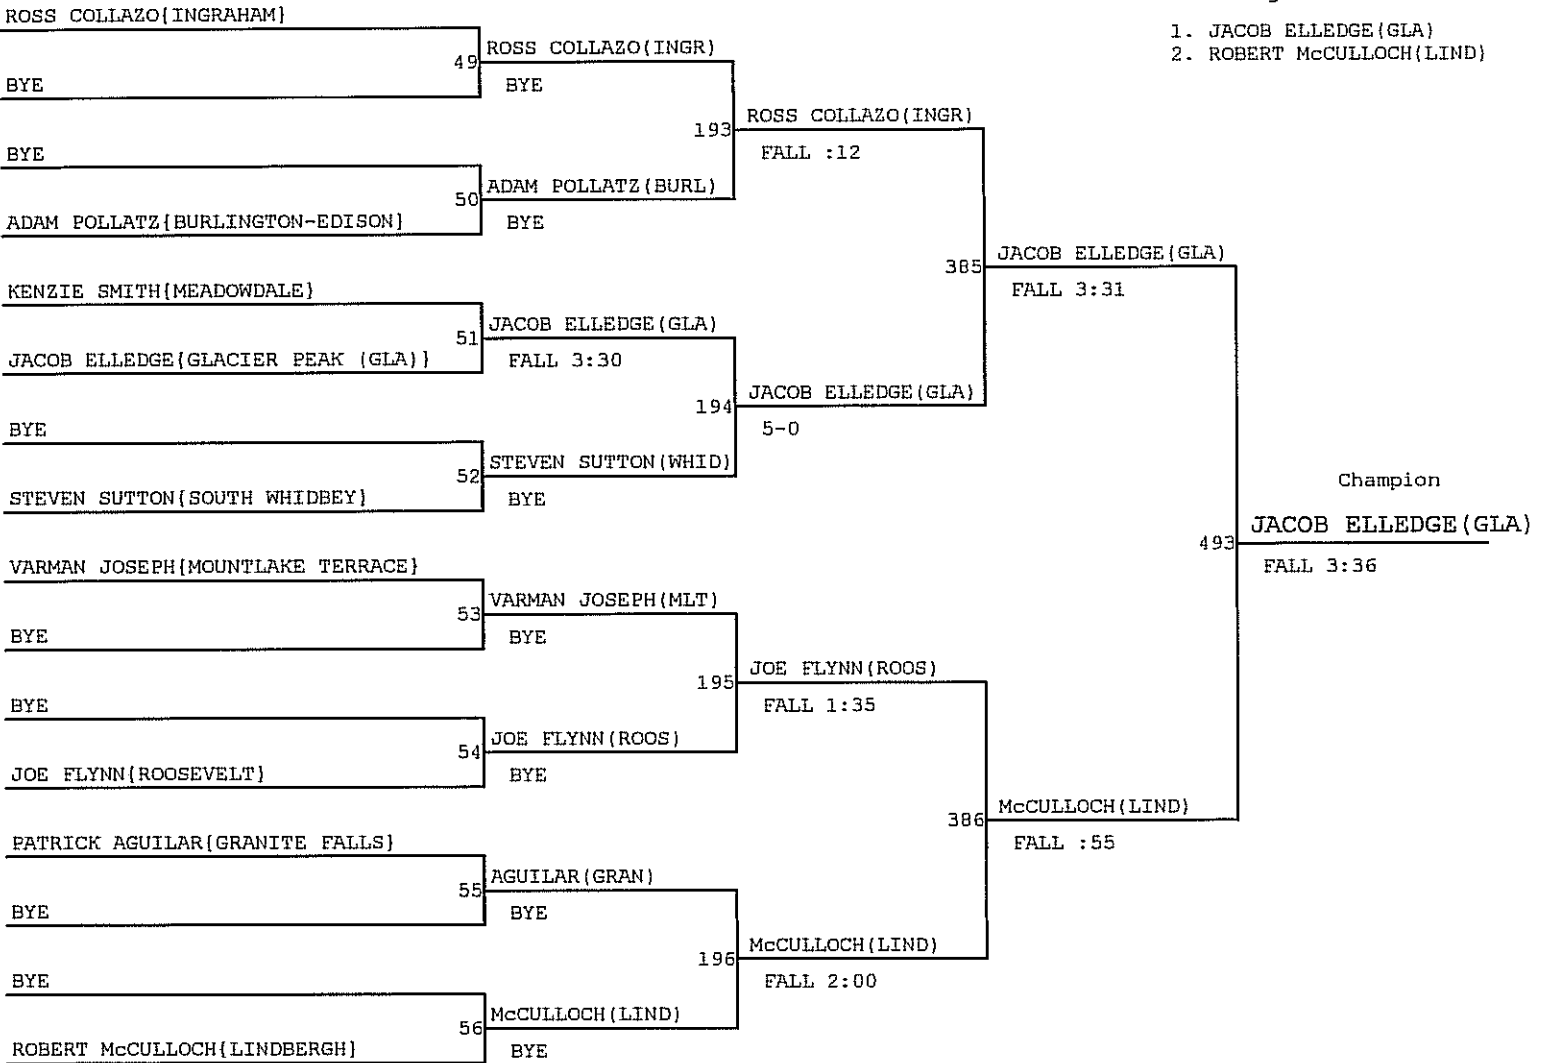 1. JACOB ELLEDGE(GLA)
2. ROBERT McCULLOCH(LIND)
ROSS COLLAZO{INGRAHAM}
49
ROSS COLLAZO(INGR)
BYE
BYE
193
ROSS COLLAZO(INGR)
FALL :12
BYE
50
ADAM POLLATZ(BURL)
ADAM POLLATZ{BURLINGTON-EDISON}
BYE
385
JACOB ELLEDGE(GLA)
FALL 3:31
KENZIE SMITH{MEADOWDALE}
51
JACOB ELLEDGE(GLA)
JACOB ELLEDGE{GLACIER PEAK (GLA)}
FALL 3:30
194
JACOB ELLEDGE(GLA)
5-0
BYE
52
STEVEN SUTTON(WHID)
STEVEN SUTTON{SOUTH WHIDBEY}
BYE
Champion
493
JACOB ELLEDGE(GLA)
FALL 3:36
VARMAN JOSEPH{MOUNTLAKE TERRACE}
53
VARMAN JOSEPH(MLT)
BYE
BYE
195
JOE FLYNN(ROOS)
FALL 1:35
BYE
54
JOE FLYNN(ROOS)
JOE FLYNN{ROOSEVELT}
BYE
386
McCULLOCH(LIND)
FALL :55
PATRICK AGUILAR{GRANITE FALLS}
55
AGUILAR(GRAN)
BYE
BYE
196
McCULLOCH(LIND)
FALL 2:00
BYE
56
McCULLOCH(LIND)
ROBERT McCULLOCH{LINDBERGH}
BYE